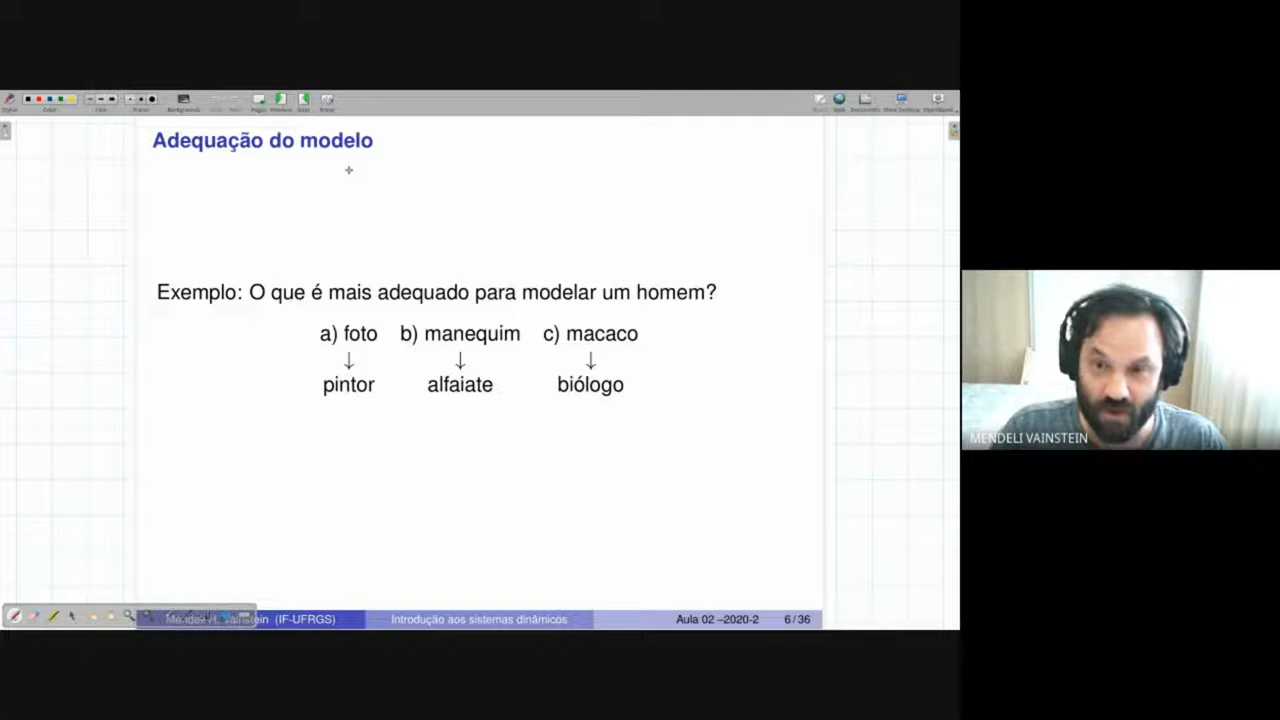 Adequação do modelo
Exemplo: O que é mais adequado para modelar um homem?
a) foto b) manequim c) macaco
↓ ↓ ↓
pintor alfaiate biólogo
MENDELI VAINSTEIN
(IF-UFRGS) Introdução aos sistemas dinâmicos Aula 02 –2020-2 6 / 36